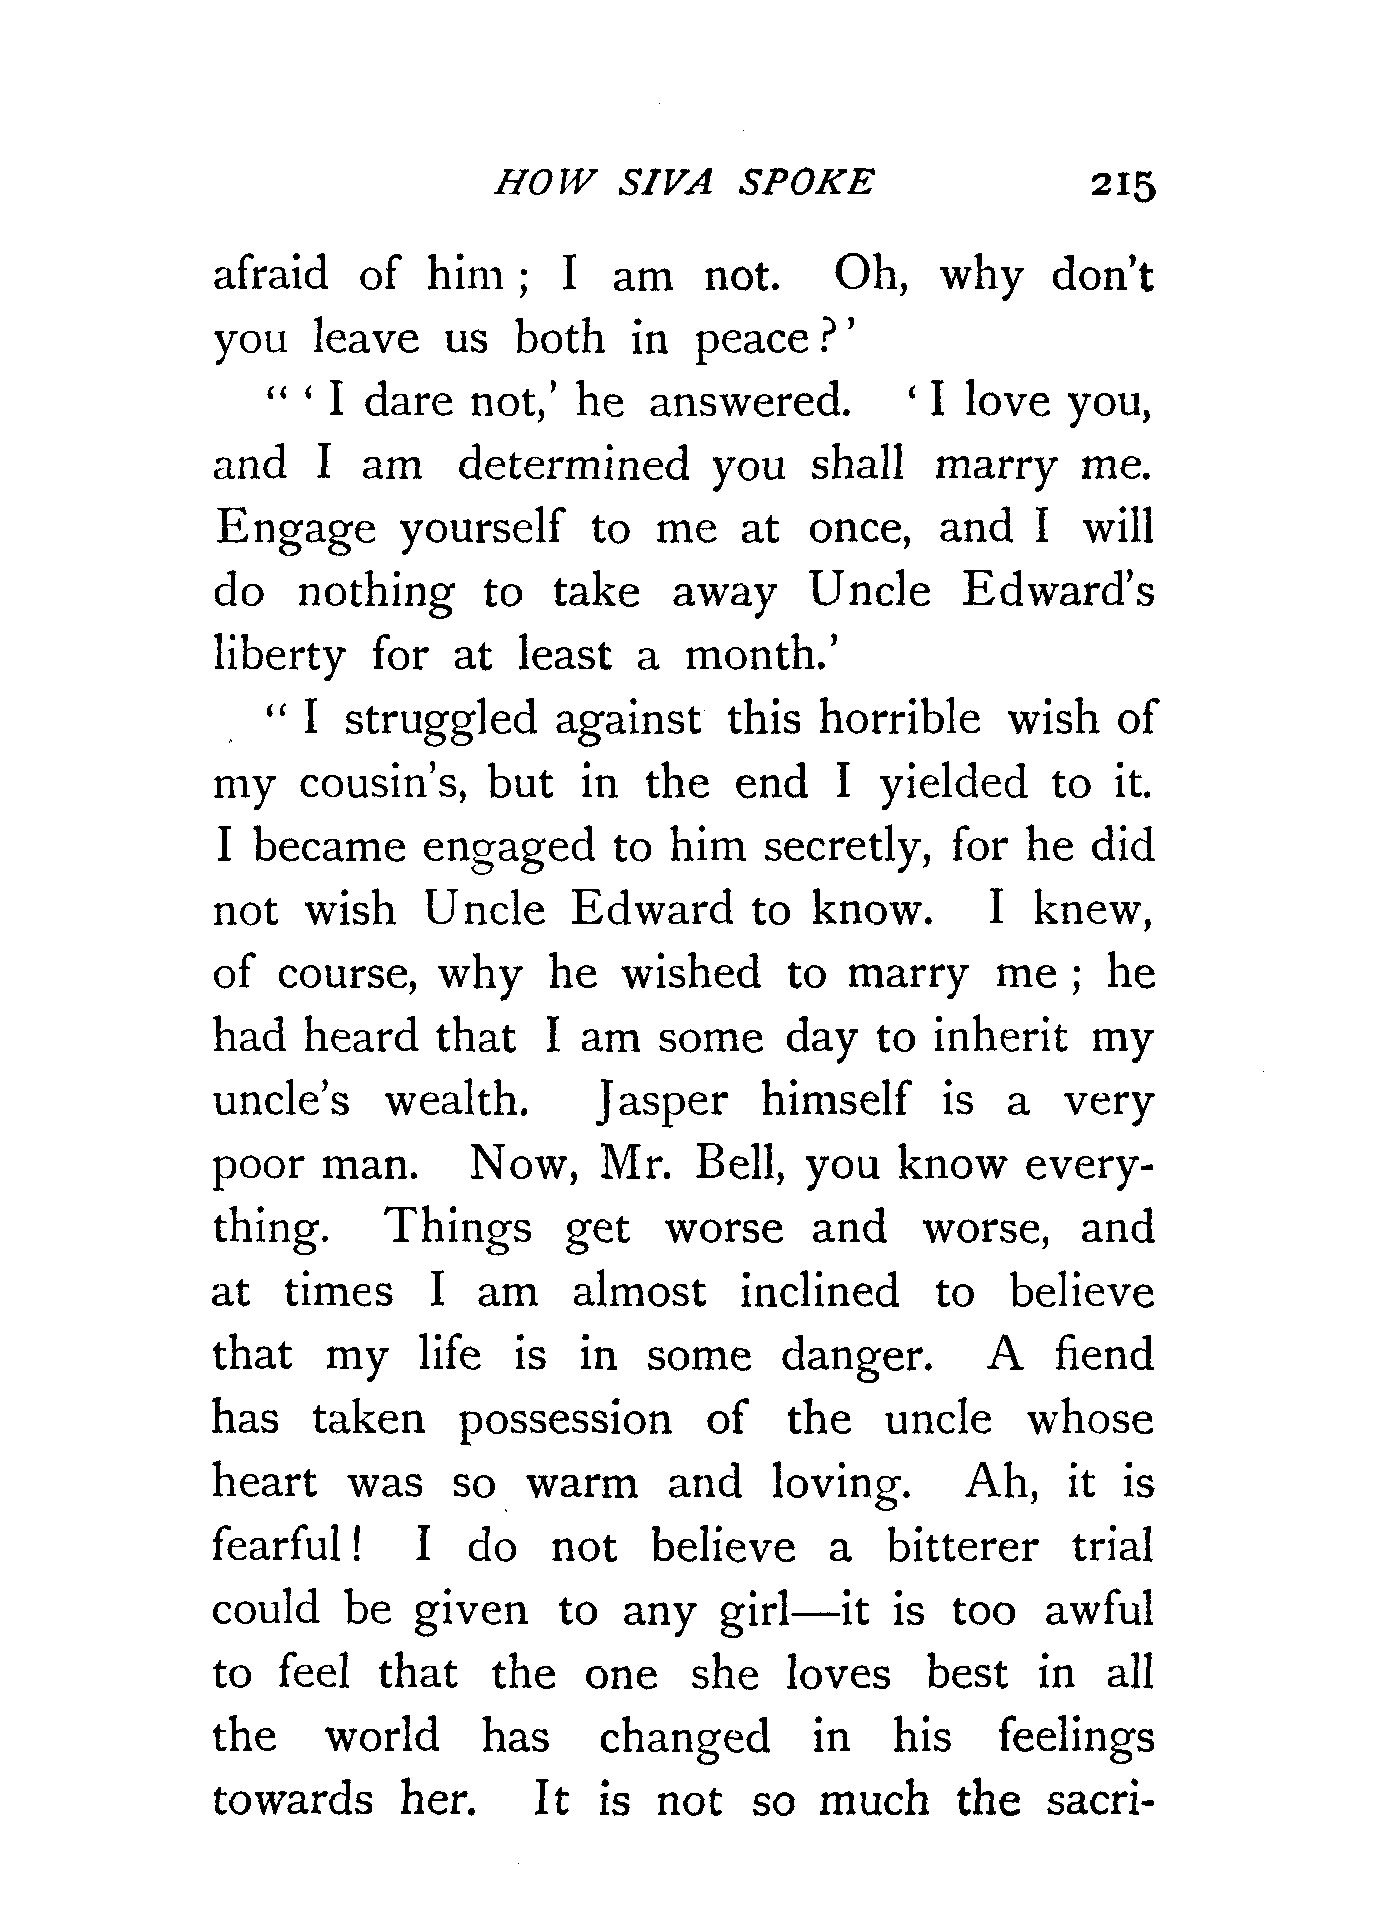 HOW SIVA SPOKE 215
afraid of him ; I am not. Oh, why don't
you leave us both in peace ? '
" ' I dare not,' he answered. ' I love you,
and I am determined you shall marry me.
Engage yourself to me at once, and I will
do nothing to take away Uncle Edward's
liberty for at least a month.'
" I struggled against this horrible wish of
my cousin's, but in the end I yielded to it.
I became engaged to him secretly, for he did
not wish Uncle Edward to know. I knew,
of course, why he wished to marry me ; he
had heard that I am some day to inherit my
uncle's wealth. Jasper himself is a very
poor man. Now, Mr. Bell, you know every-
thing. Things get worse and worse, and
at times I am almost inclined to believe
that my life is in some danger. A fiend
has taken possession of the uncle whose
heart was so warm and loving. Ah, it is
fearful ! I do not believe a bitterer trial
could be given to any girl—it is too awful
to feel that the one she loves best in all
the world has changed in his feelings
towards her. It is not so much the sacri-